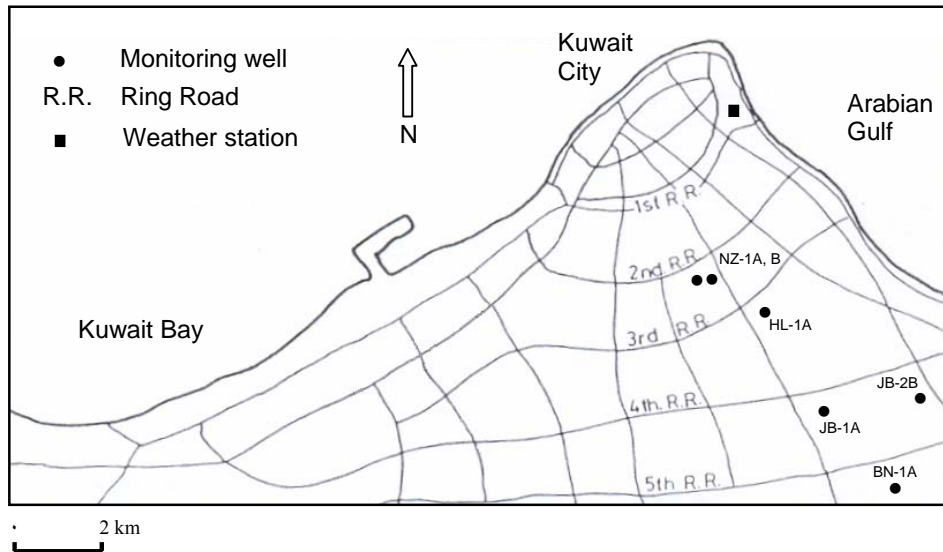 Monitoring well
R.R. Ring Road
Weather station
N
Kuwait
City
Arabian
Gulf
1st R.R.
2nd R.R.
NZ-1A, B
Kuwait Bay
3rd R.R.
HL-1A
4th R.R.
JB-2B
JB-1A
5th R.R.
BN-1A
2 km